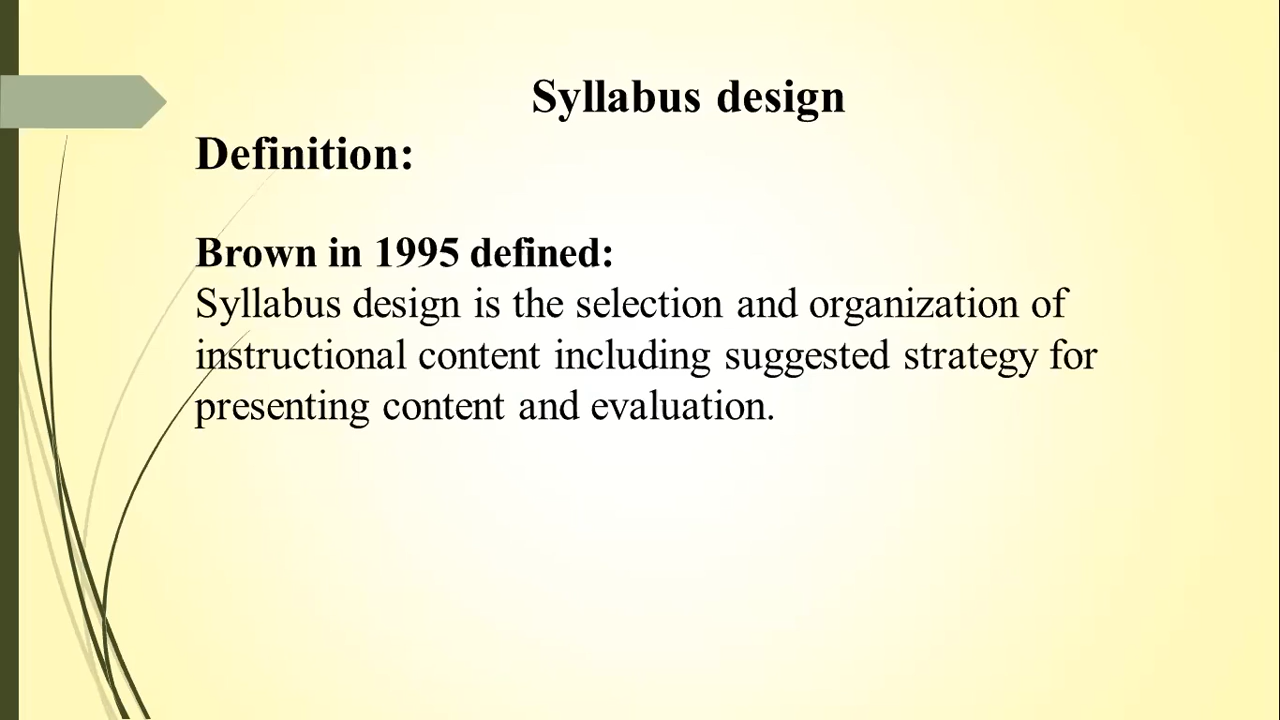 Syllabus design
Definition:
Brown in 1995 defined:
Syllabus design is the selection and organization of
instructional content including suggested strategy for
presenting content and evaluation.